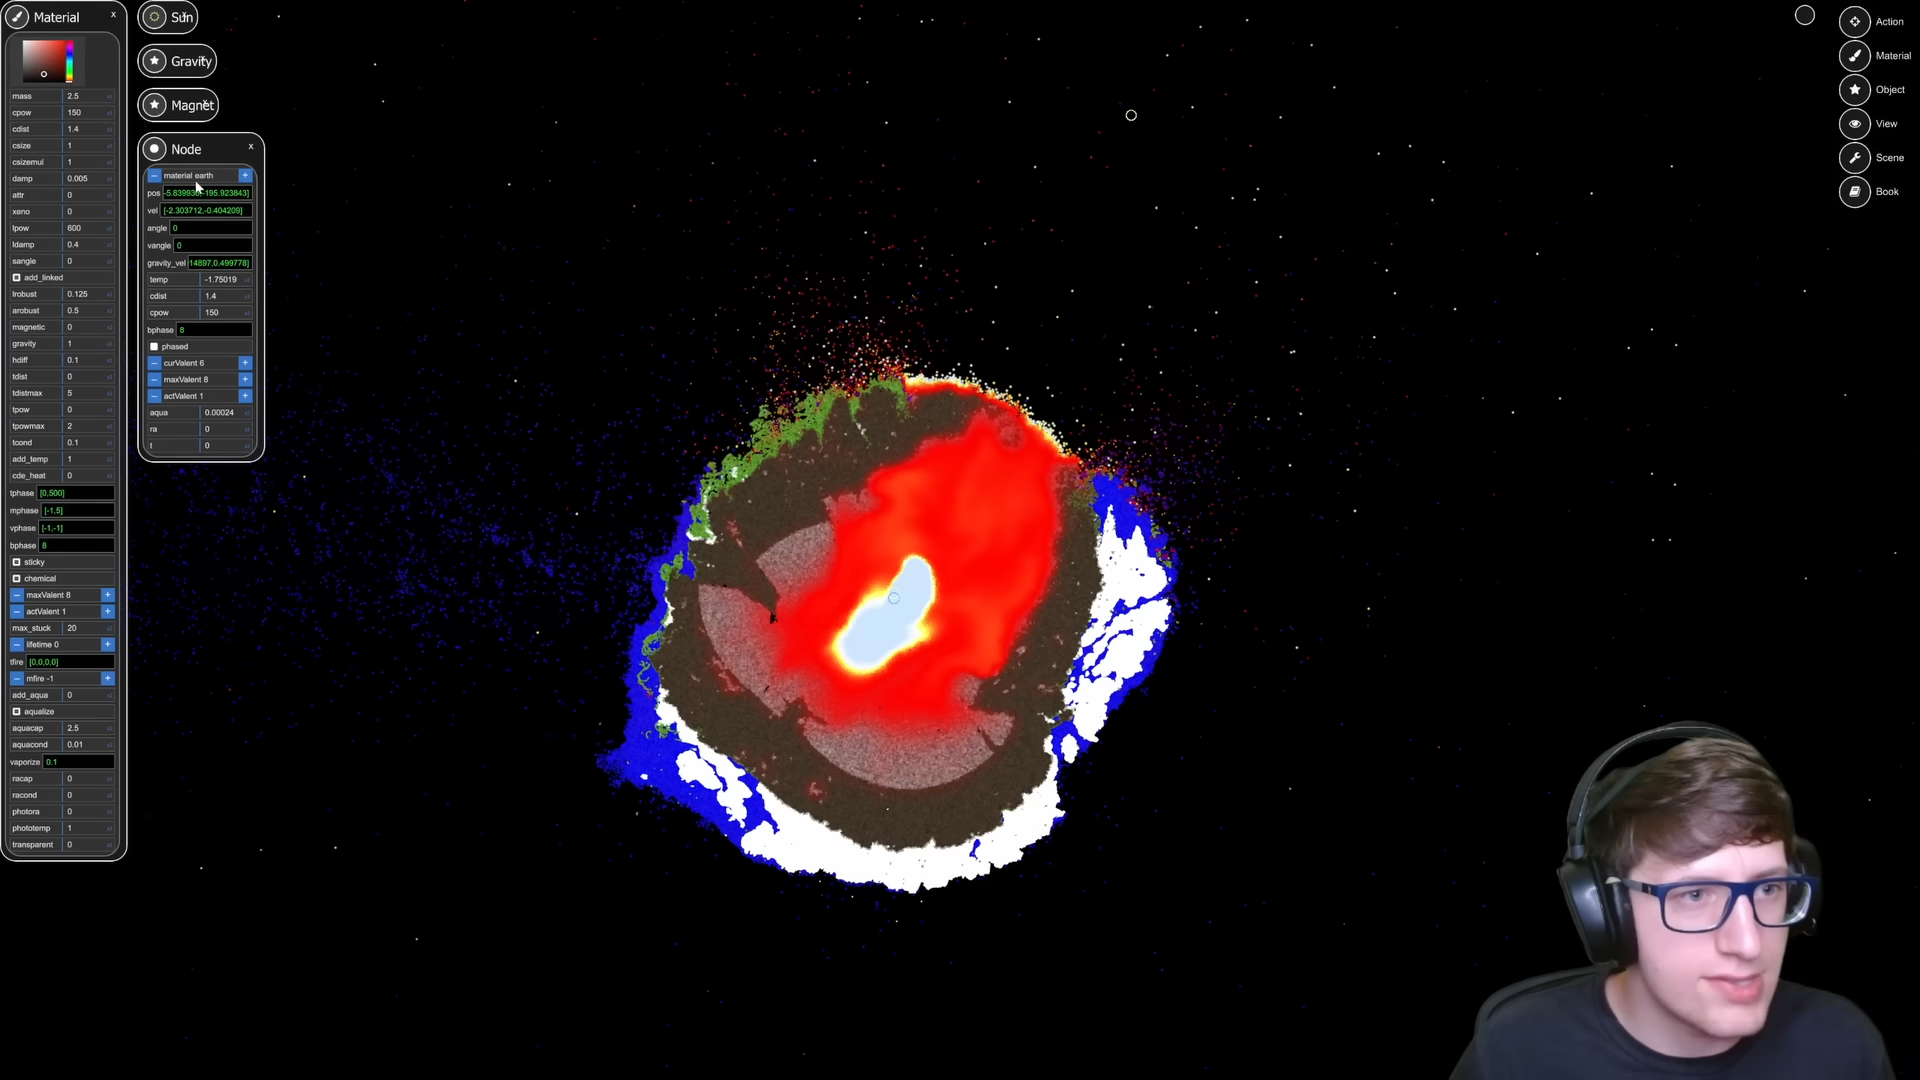 Material x
mass 2.5
cpow 150
cdist 1.4
csize 1
csizemul 1
damp 0.005
attr 0
xeno 0
lpow 600
ldamp 0.4
sangle 0
add_linked
lrobust 0.125
arobust 0.5
magnetic 0
gravity 1
hdiff 0.1
tdist 0
tdistmax 5
tpow 0
tpowmax 2
tcond 0.1
add_temp 1
cde_heat 0
tphase [0,500]
mphase [-1,5]
vphase [-1,-1]
bphase 8
sticky
chemical
− maxValent 8 +
− actValent 1 +
max_stuck 20
− lifetime 0 +
tfire [0,0,0,0]
− mfire -1 +
add_aqua 0
aqualize
aquacap 2.5
aquacond 0.01
vaporize 0.1
racap 0
racond 0
photora 0
phototemp 1
transparent 0
Sun
Gravity
Magnet
Node x
− material earth +
pos
vel [-2.303712,-0.404209]
angle 0
vangle 0
gravity_vel 14897,0.499778]
temp -1.75019
cdist 1.4
cpow 150
bphase 8
phased
− curValent 6 +
− maxValent 8 +
− actValent 1 +
aqua 0.00024
ra 0
t 0
Action
Material
Object
View
Scene
Book